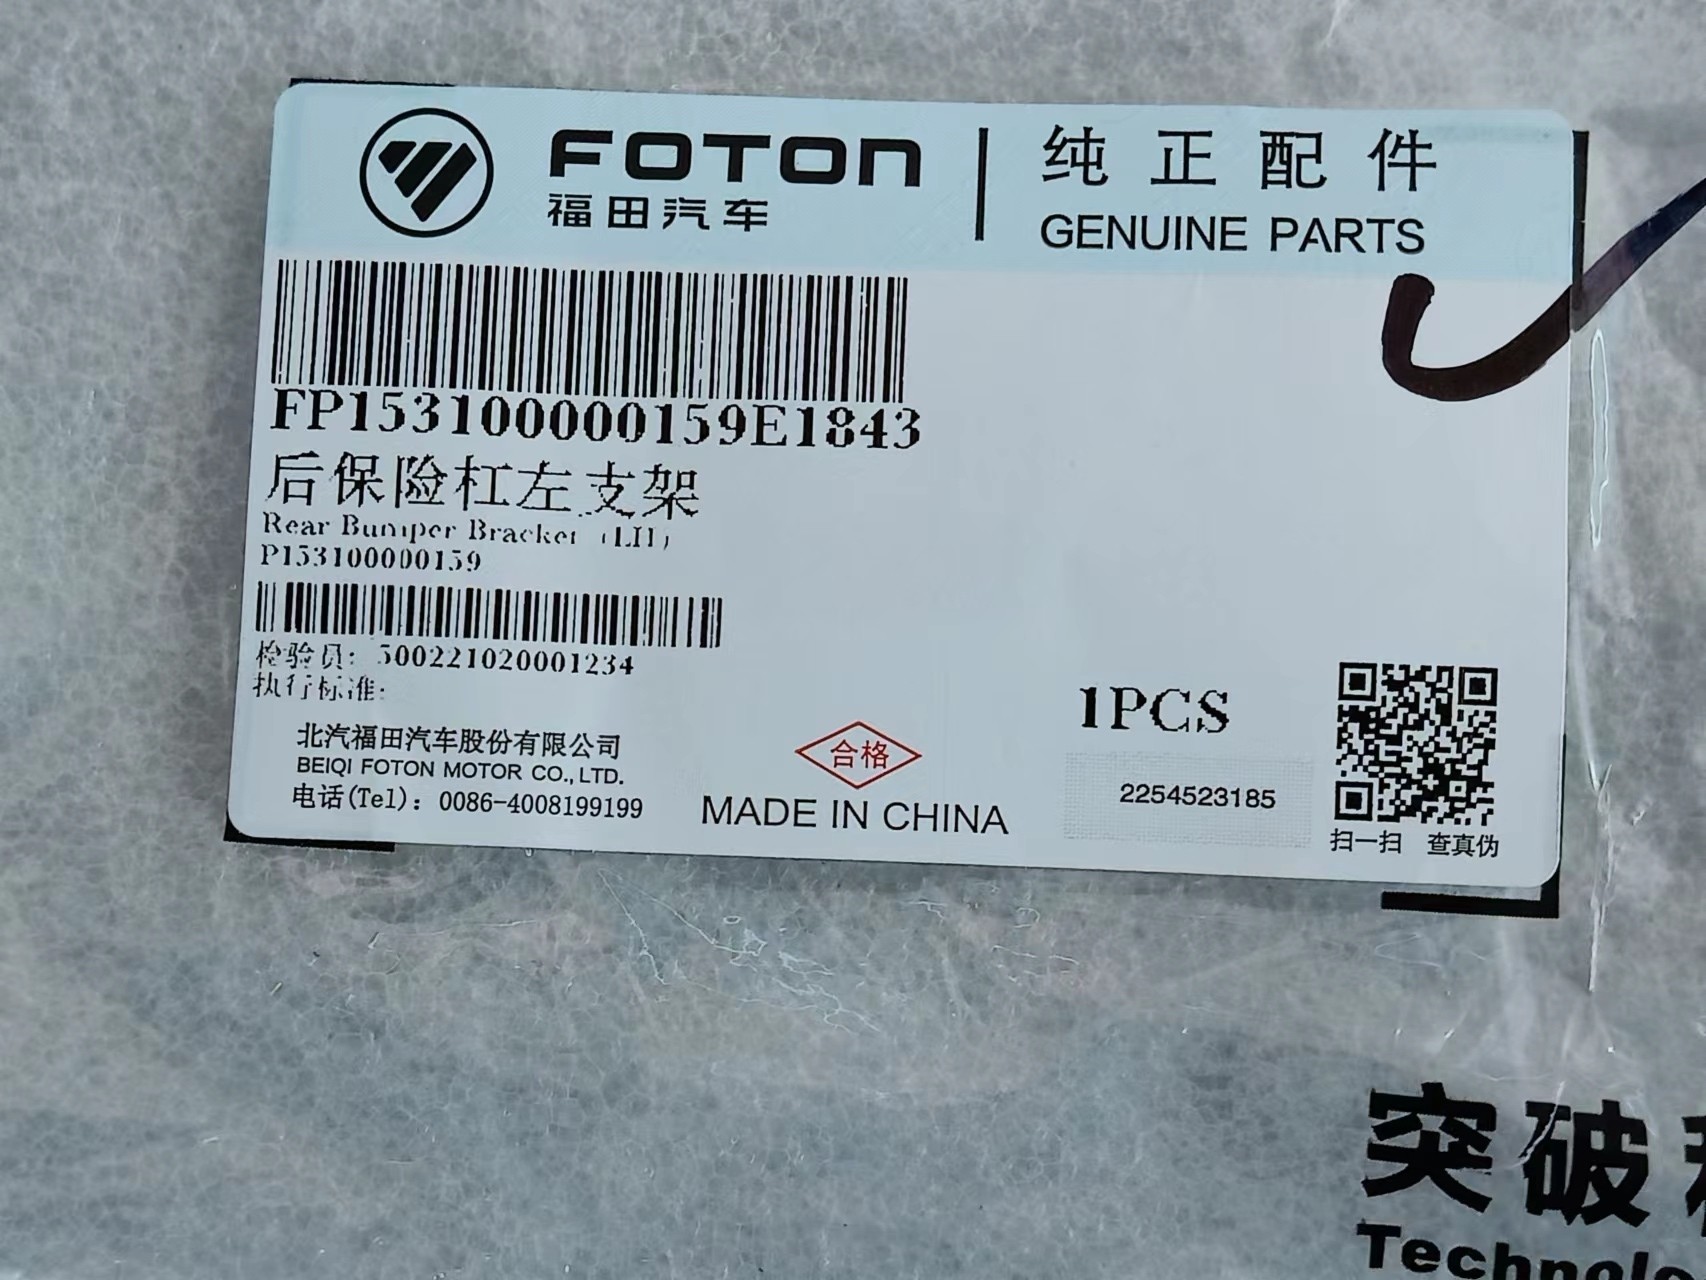 FOTON
福田汽车
纯正配件
GENUINE PARTS
FP153100000159E1843
后保险杠左支架
Rear Bumper Bracket (LH)
P153100000159
检验员: 500221020001234
执行标准:
北汽福田汽车股份有限公司
BEIQI FOTON MOTOR CO., LTD.
电话(Tel): 0086-4008199199
合格
MADE IN CHINA
1PCS
2254523185
扫一扫 查真伪
突破
Technolo